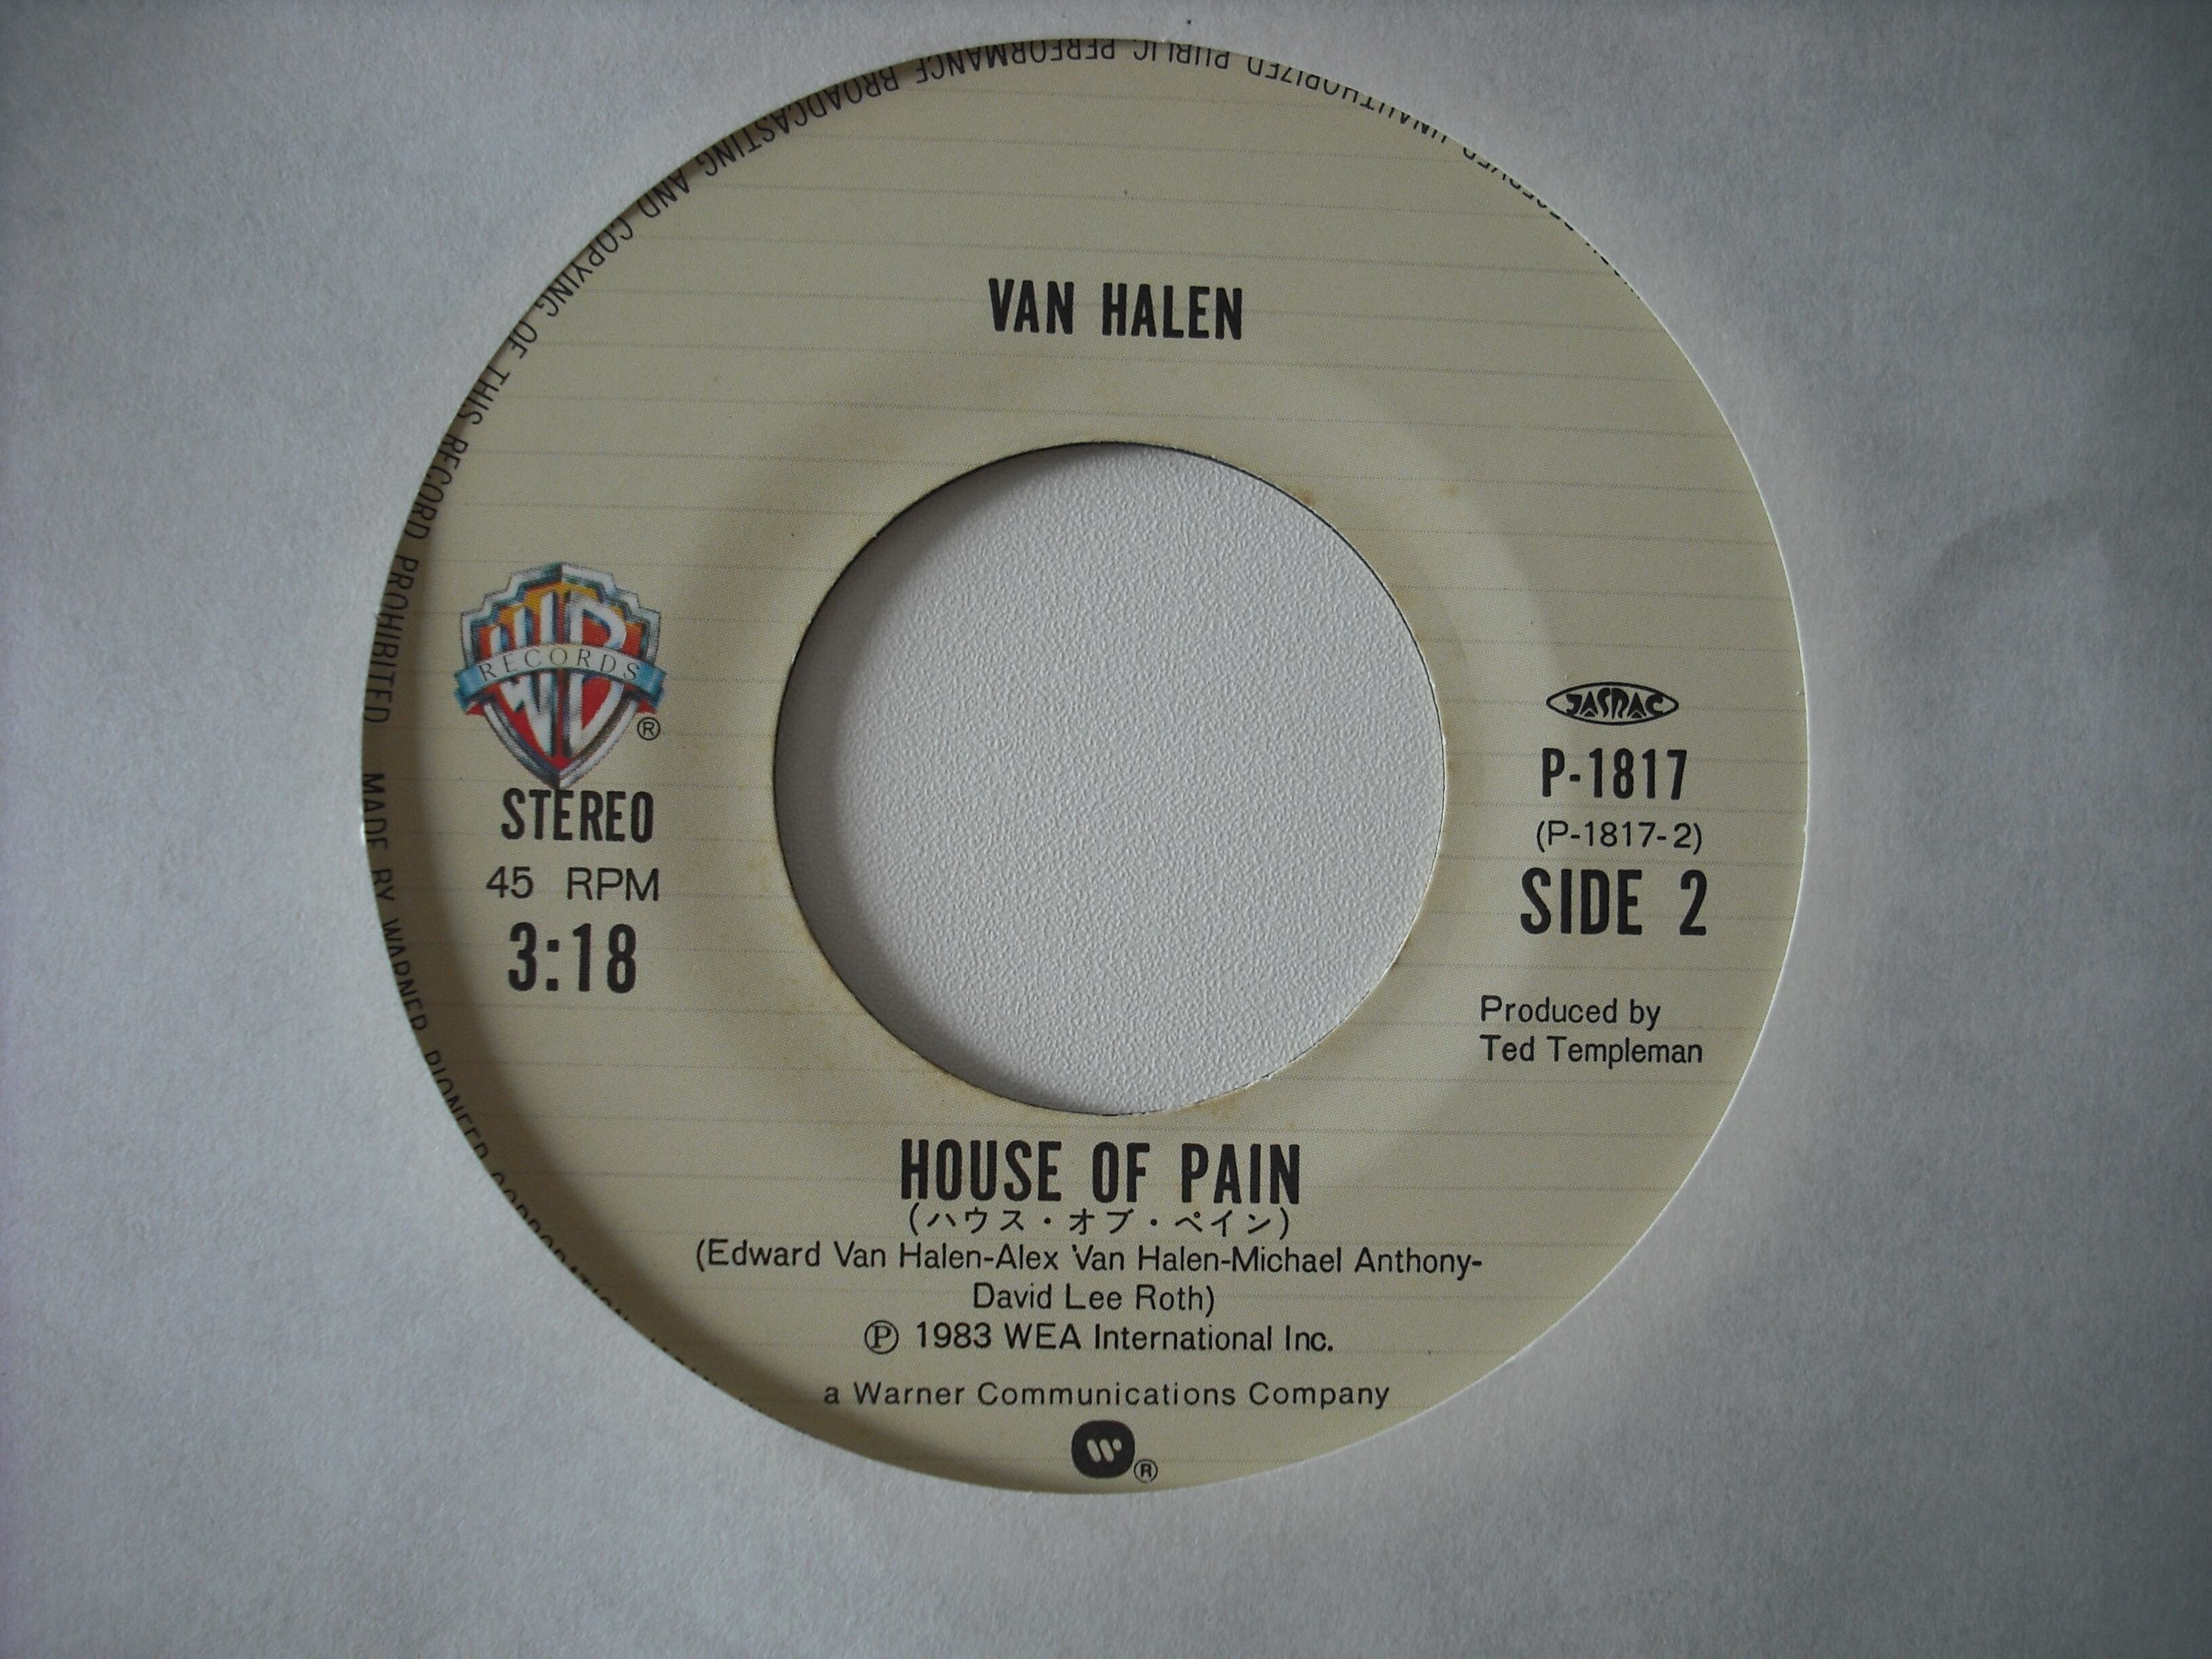 UNAUTHORIZED PUBLIC PERFORMANCE BROADCASTING AND COPYING OF THIS RECORD PROHIBITED MADE BY WARNER PIONEER CORPORATION
VAN HALEN
WB
RECORDS
®
STEREO
45 RPM
3:18
JASRAC
P-1817
(P-1817-2)
SIDE 2
Produced by
Ted Templeman
HOUSE OF PAIN
(ハウス・オブ・ペイン)
(Edward Van Halen-Alex Van Halen-Michael Anthony-
David Lee Roth)
Ⓟ 1983 WEA International Inc.
a Warner Communications Company
®